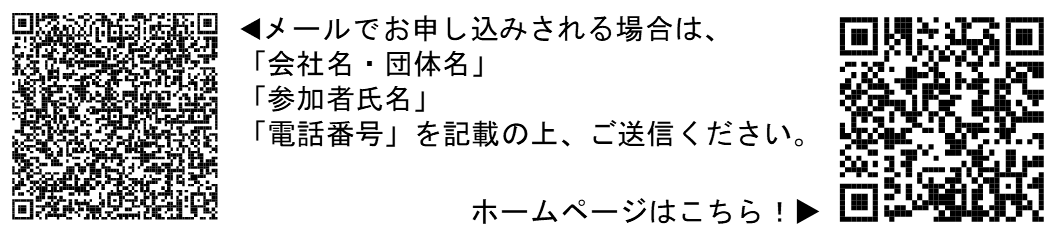 ◀メールでお申し込みされる場合は、
「会社名・団体名」
「参加者氏名」
「電話番号」を記載の上、ご送信ください。
ホームページはこちら！▶